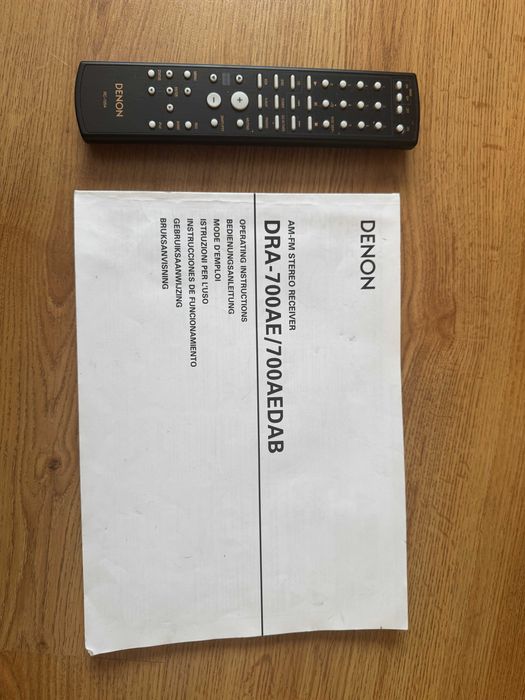 DENON
DENON
AM-FM STEREO RECEIVER
DRA-700AE/700AEDAB
OPERATING INSTRUCTIONS
BEDIENUNGSANLEITUNG
MODE D'EMPLOI
ISTRUZIONI PER L'USO
INSTRUCCIONES DE FUNCIONAMIENTO
GEBRUIKSAANWIJZING
BRUKSANVISNING